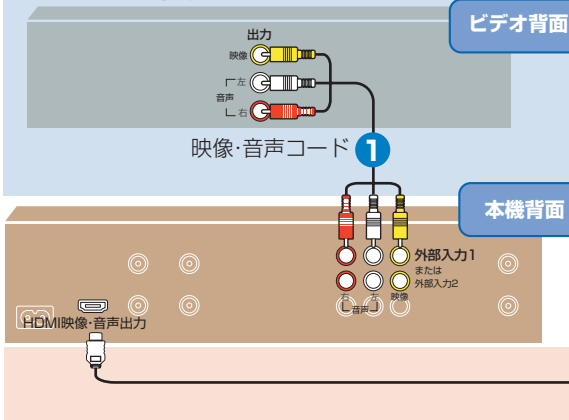 ビデオ背面
出力
映像
左
音声
右
映像・音声コード 1
本機背面
外部入力1
または
外部入力2
右 左 映像
音声
HDMI映像・音声出力